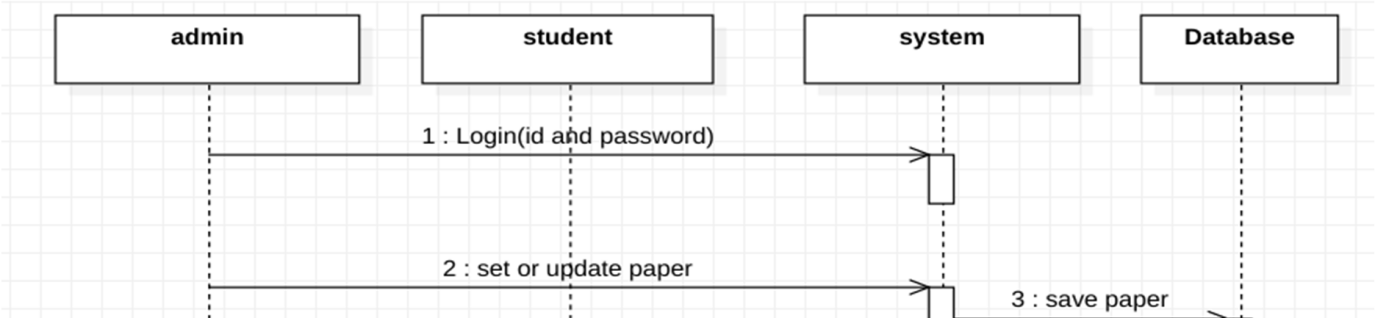 admin
student
system
Database
1 : Login(id and password)
2 : set or update paper
3 : save paper